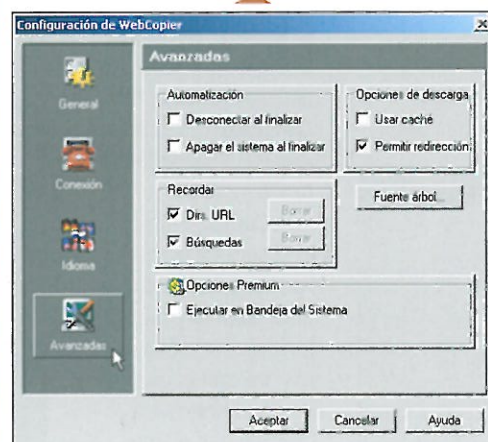 Configuración de WebCopier
General
Conexión
Idioma
Avanzadas
Avanzadas
Automatización
Desconectar al finalizar
Apagar el sistema al finalizar
Opciones de descarga
Usar caché
Permitir redirección
Recordar
Dirs. URL
Borrar
Búsquedas
Borrar
Fuente árbol...
Opciones Premium
Ejecutar en Bandeja del Sistema
Aceptar
Cancelar
Ayuda